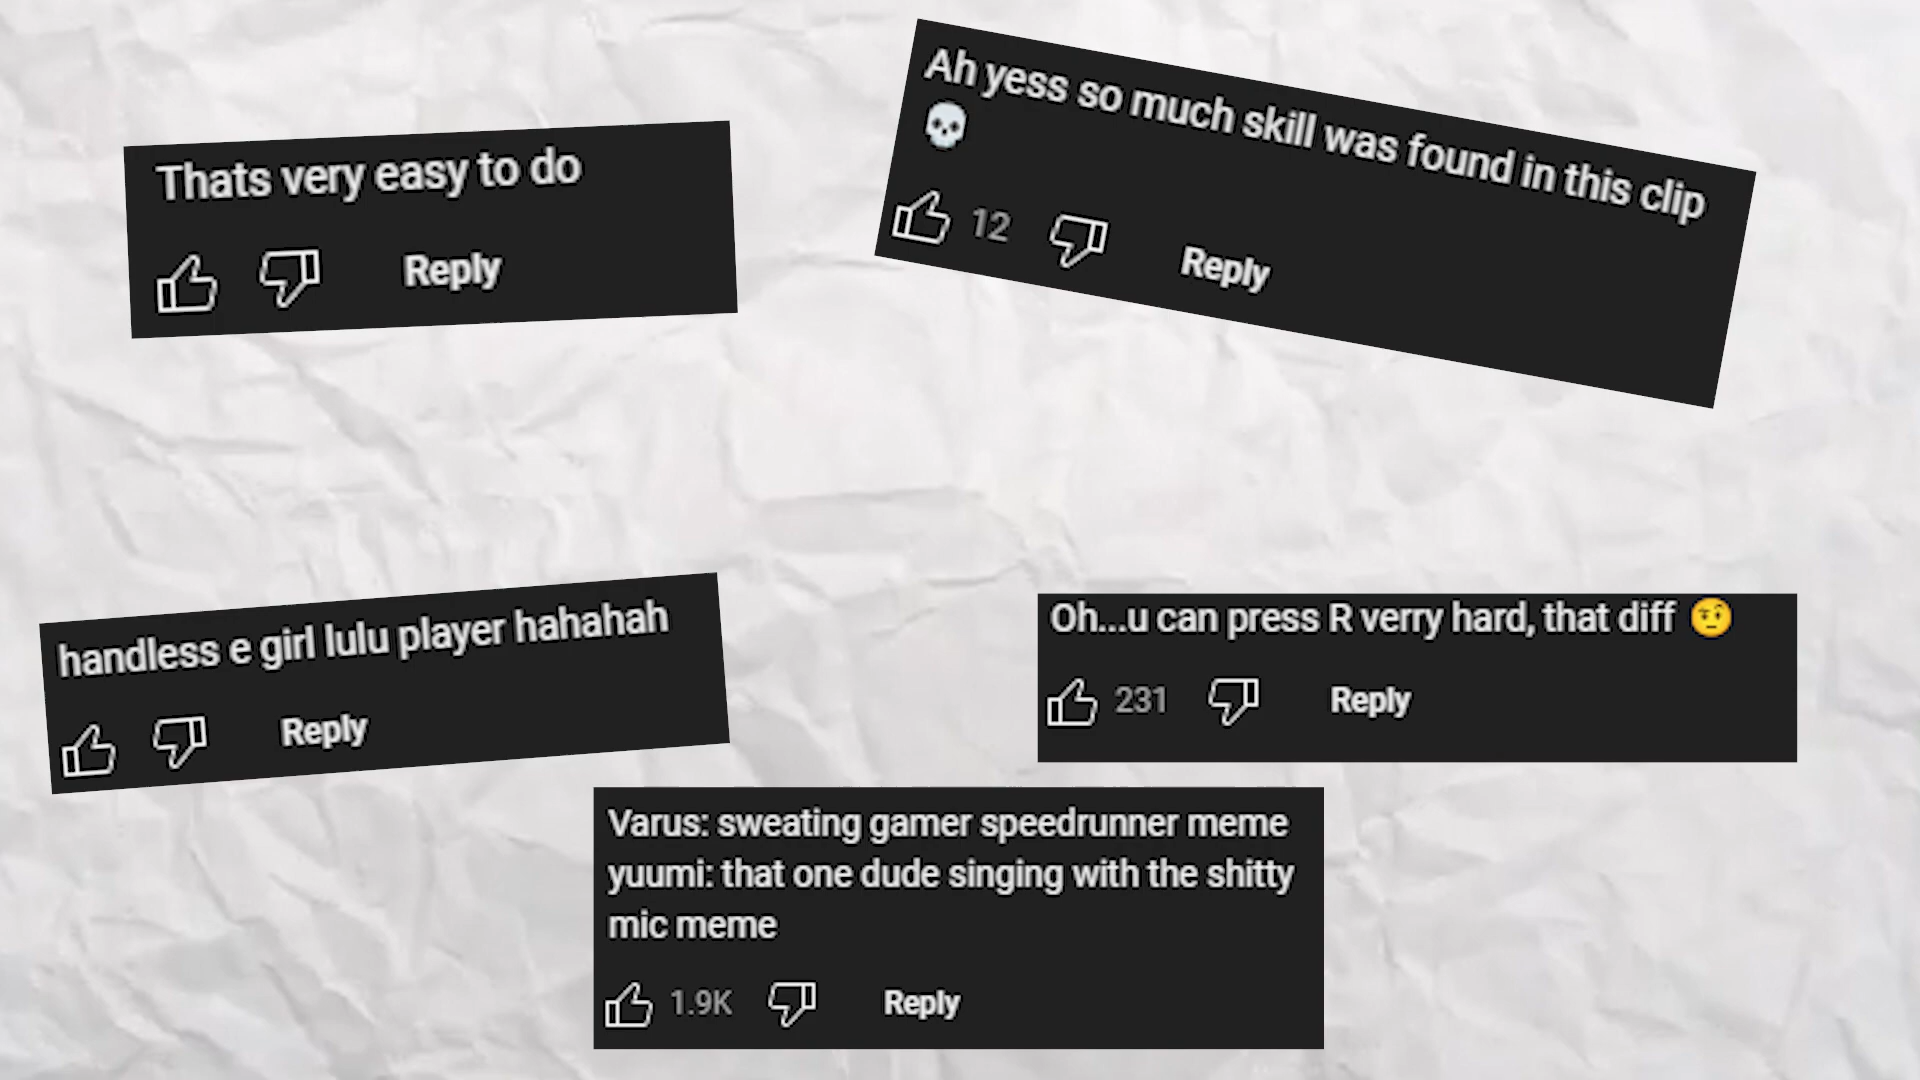 Thats very easy to do
Reply
Ah yess so much skill was found in this clip
💀
12 Reply
handless e girl lulu player hahahah
Reply
Oh...u can press R verry hard, that diff 🤨
231 Reply
Varus: sweating gamer speedrunner meme
yuumi: that one dude singing with the shitty
mic meme
1.9K Reply